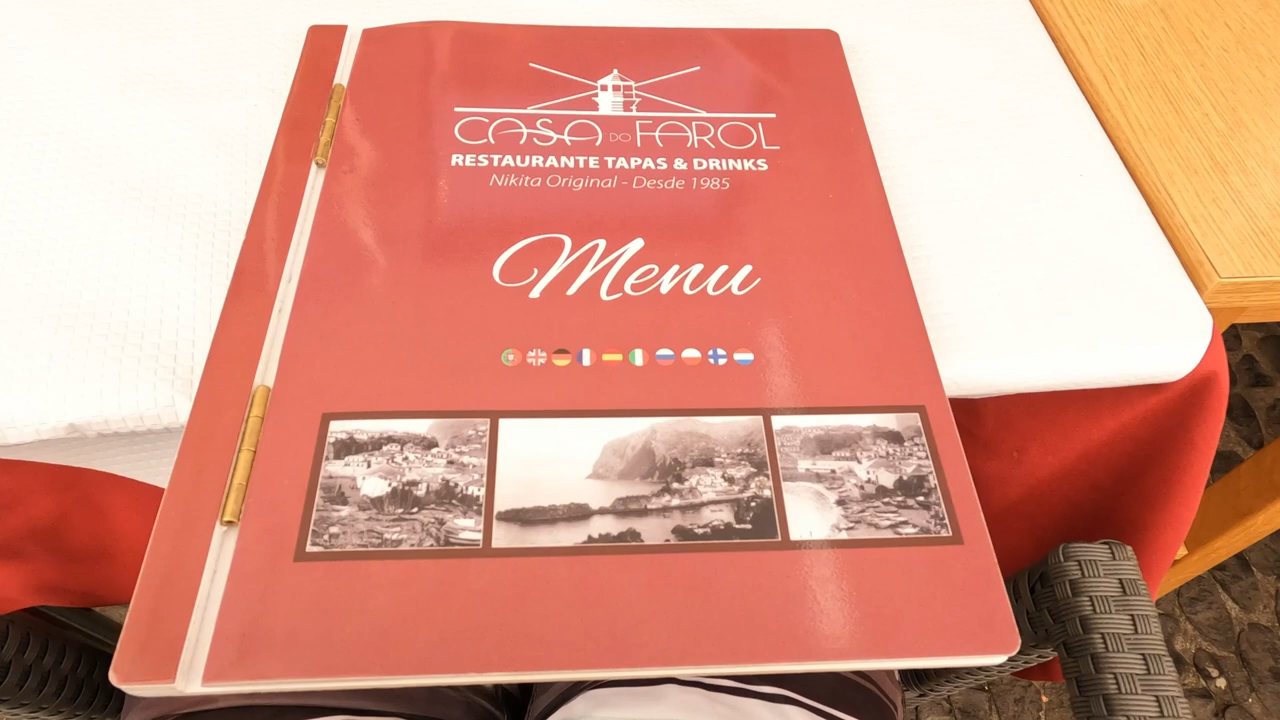 CASA DO FAROL
RESTAURANTE TAPAS & DRINKS
Nikita Original - Desde 1985
Menu